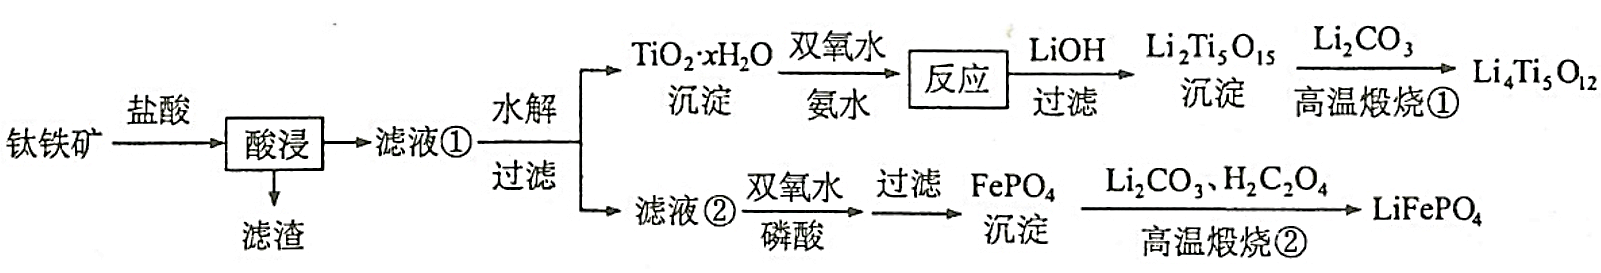 钛铁矿 盐酸 酸浸 滤液① 水解 过滤
滤渣
TiO₂·xH₂O 沉淀 双氧水 氨水 反应 LiOH 过滤 Li₂Ti₅O₁₅ 沉淀 Li₂CO₃ 高温煅烧① Li₄Ti₅O₁₂
滤液② 双氧水 磷酸 过滤 FePO₄ 沉淀 Li₂CO₃、H₂C₂O₄ 高温煅烧② LiFePO₄